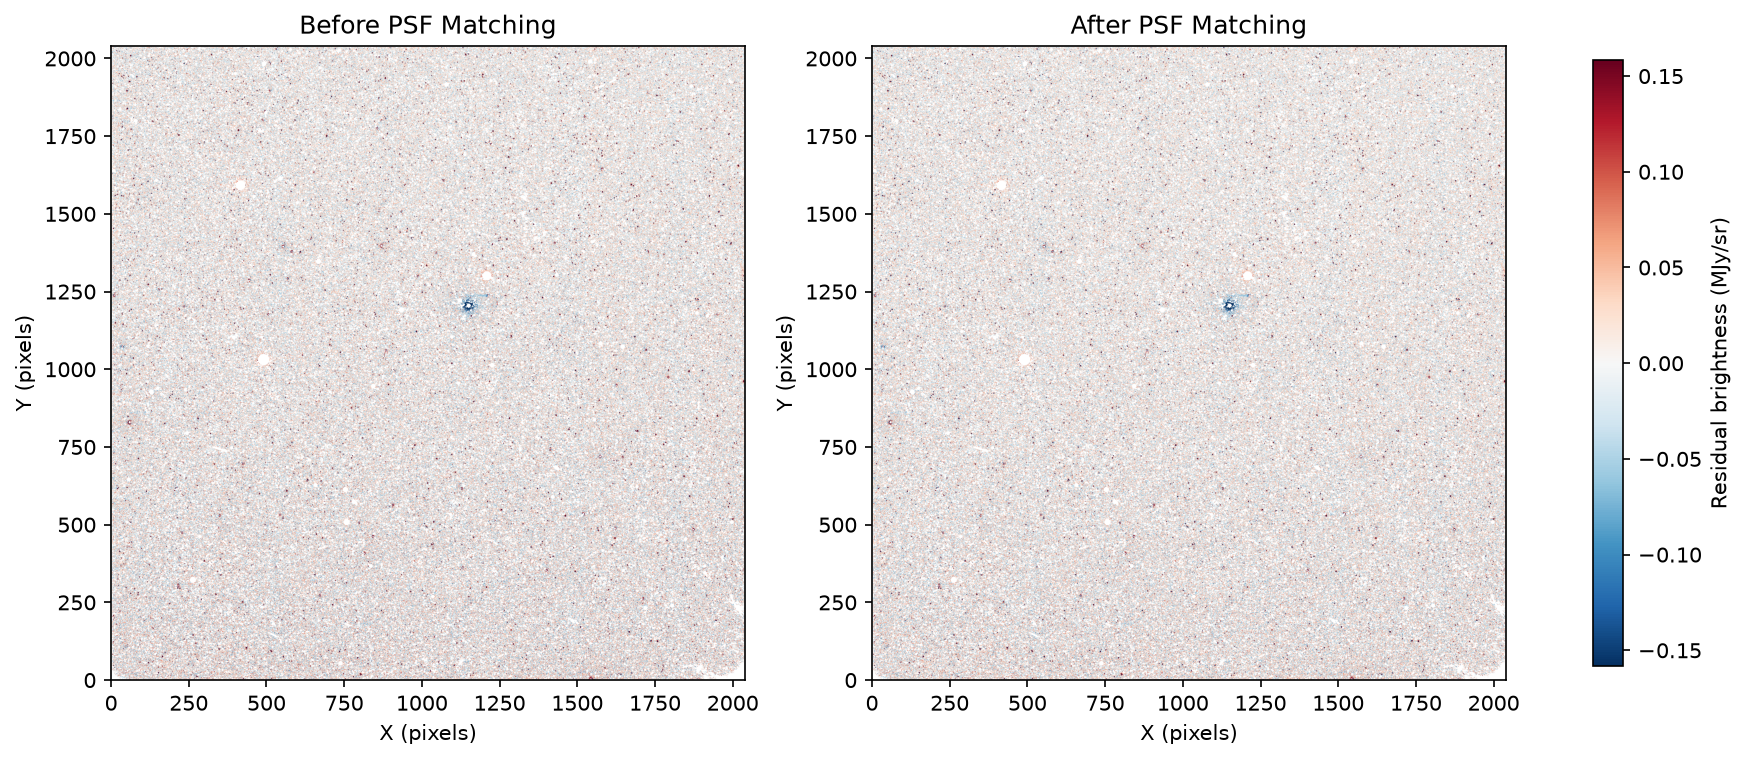 Before PSF Matching
After PSF Matching
2000
1750
1500
1250
1000
750
500
250
0
Y (pixels)
0 250 500 750 1000 1250 1500 1750 2000
X (pixels)
2000
1750
1500
1250
1000
750
500
250
0
Y (pixels)
0 250 500 750 1000 1250 1500 1750 2000
X (pixels)
0.15
0.10
0.05
0.00
−0.05
−0.10
−0.15
Residual brightness (MJy/sr)